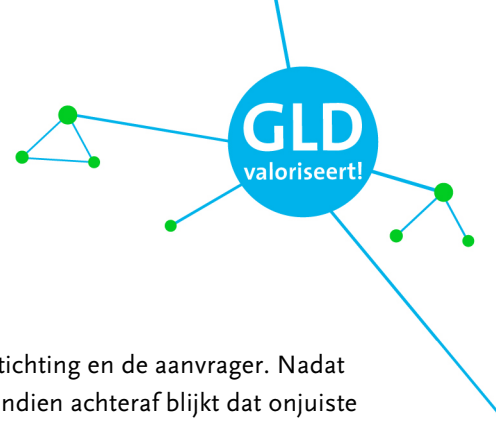 GLD
valoriseert!
tichting en de aanvrager. Nadat
ndien achteraf blijkt dat onjuiste